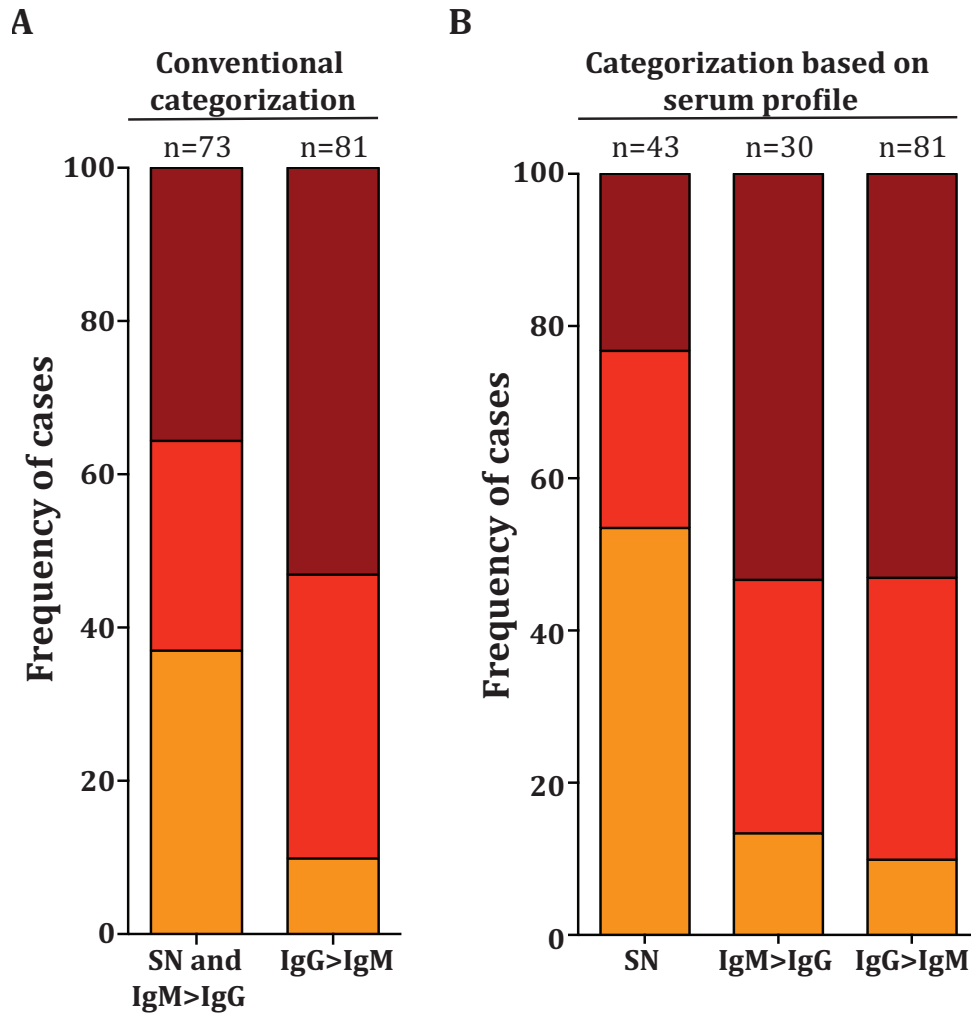 A
Conventional
categorization
n=73 n=81
100
80
60
40
20
0
Frequency of cases
SN and
IgM>IgG
IgG>IgM
B
Categorization based on
serum profile
n=43 n=30 n=81
100
80
60
40
20
0
Frequency of cases
SN IgM>IgG IgG>IgM